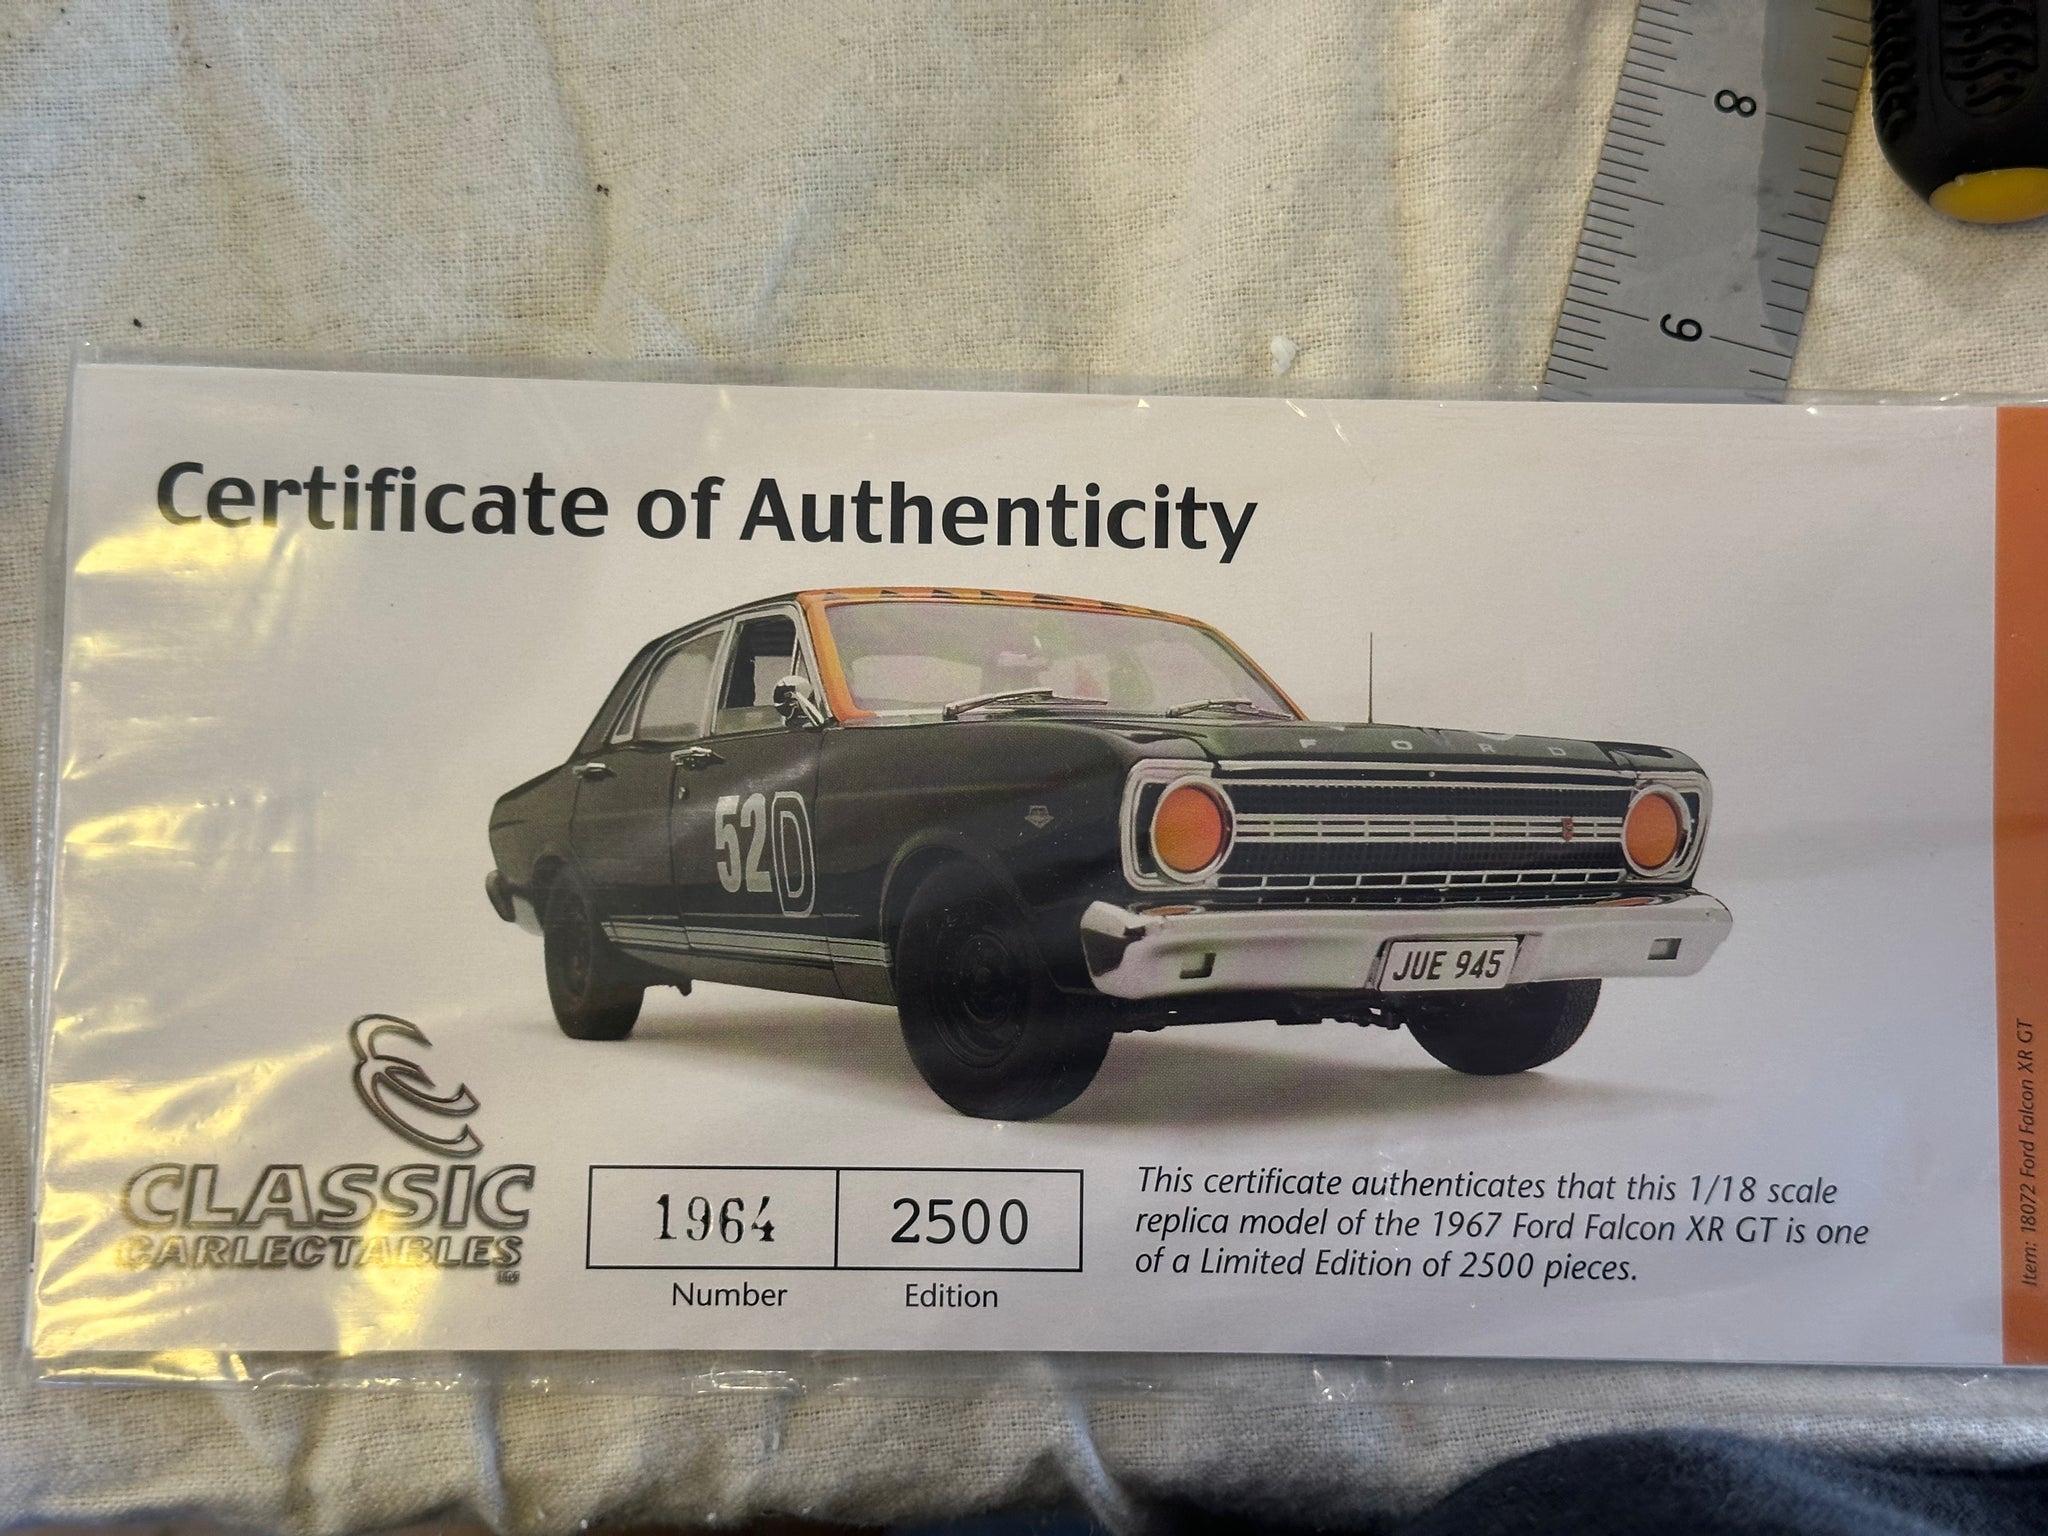 8
9
Certificate of Authenticity
FORD
52D
JUE 945
CLASSIC
CARLECTABLES
TM
1964 2500
Number Edition
This certificate authenticates that this 1/18 scale
replica model of the 1967 Ford Falcon XR GT is one
of a Limited Edition of 2500 pieces.
Item: 18072 Ford Falcon XR GT